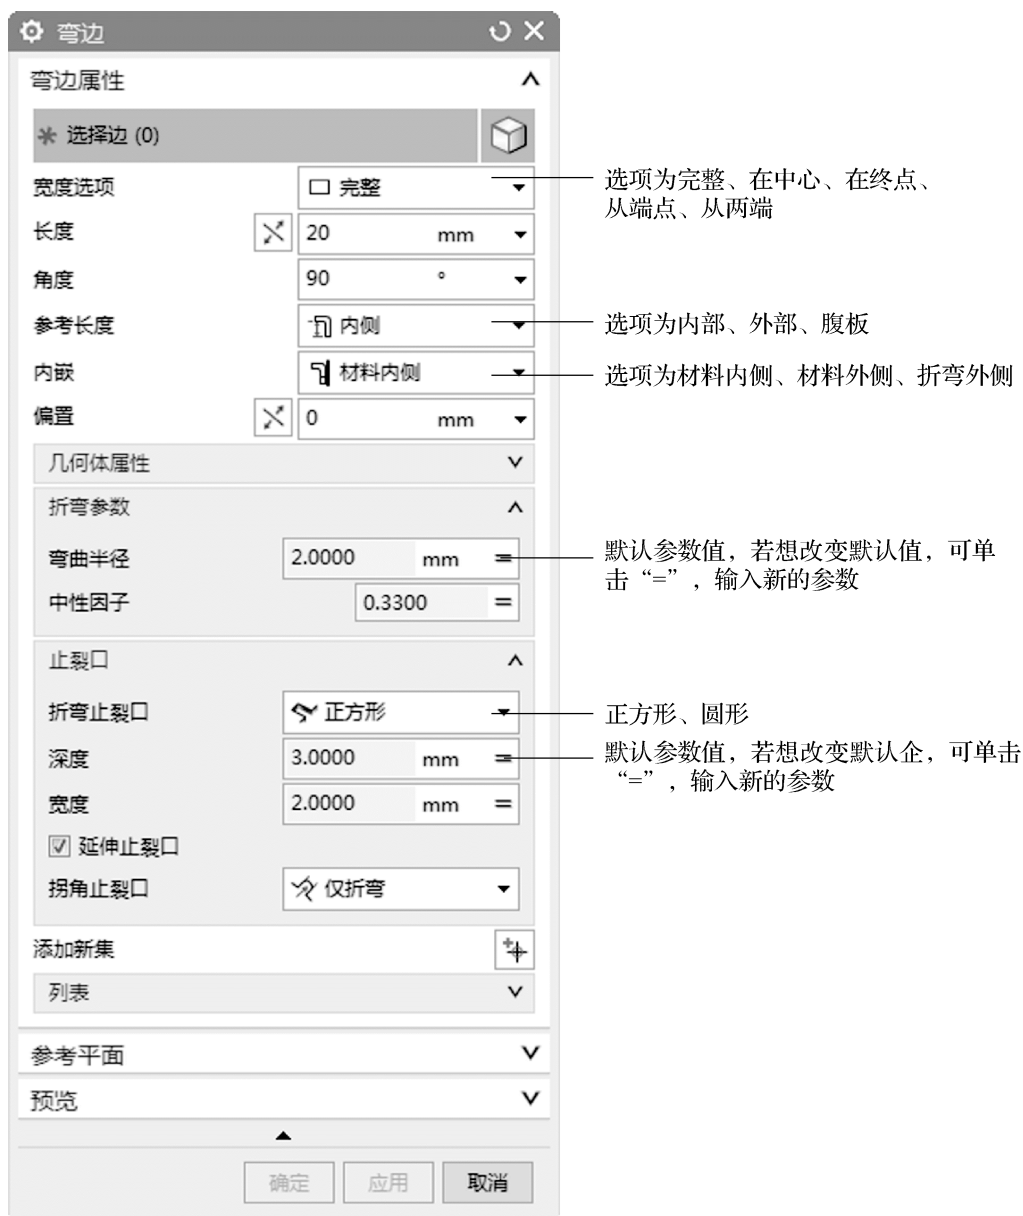 弯边
弯边属性
选择边 (0)
宽度选项 完整
选项为完整、在中心、在终点、
从端点、从两端
长度 20 mm
角度 90 °
参考长度 内侧
选项为内部、外部、腹板
内嵌 材料内侧
选项为材料内侧、材料外侧、折弯外侧
偏置 0 mm
几何体属性
折弯参数
弯曲半径 2.0000 mm =
默认参数值，若想改变默认值，可单
击“=”，输入新的参数
中性因子 0.3300 =
止裂口
折弯止裂口 正方形
正方形、圆形
深度 3.0000 mm =
默认参数值，若想改变默认企，可单击
“=”，输入新的参数
宽度 2.0000 mm =
延伸止裂口
拐角止裂口 仅折弯
添加新集
列表
参考平面
预览
确定 应用 取消